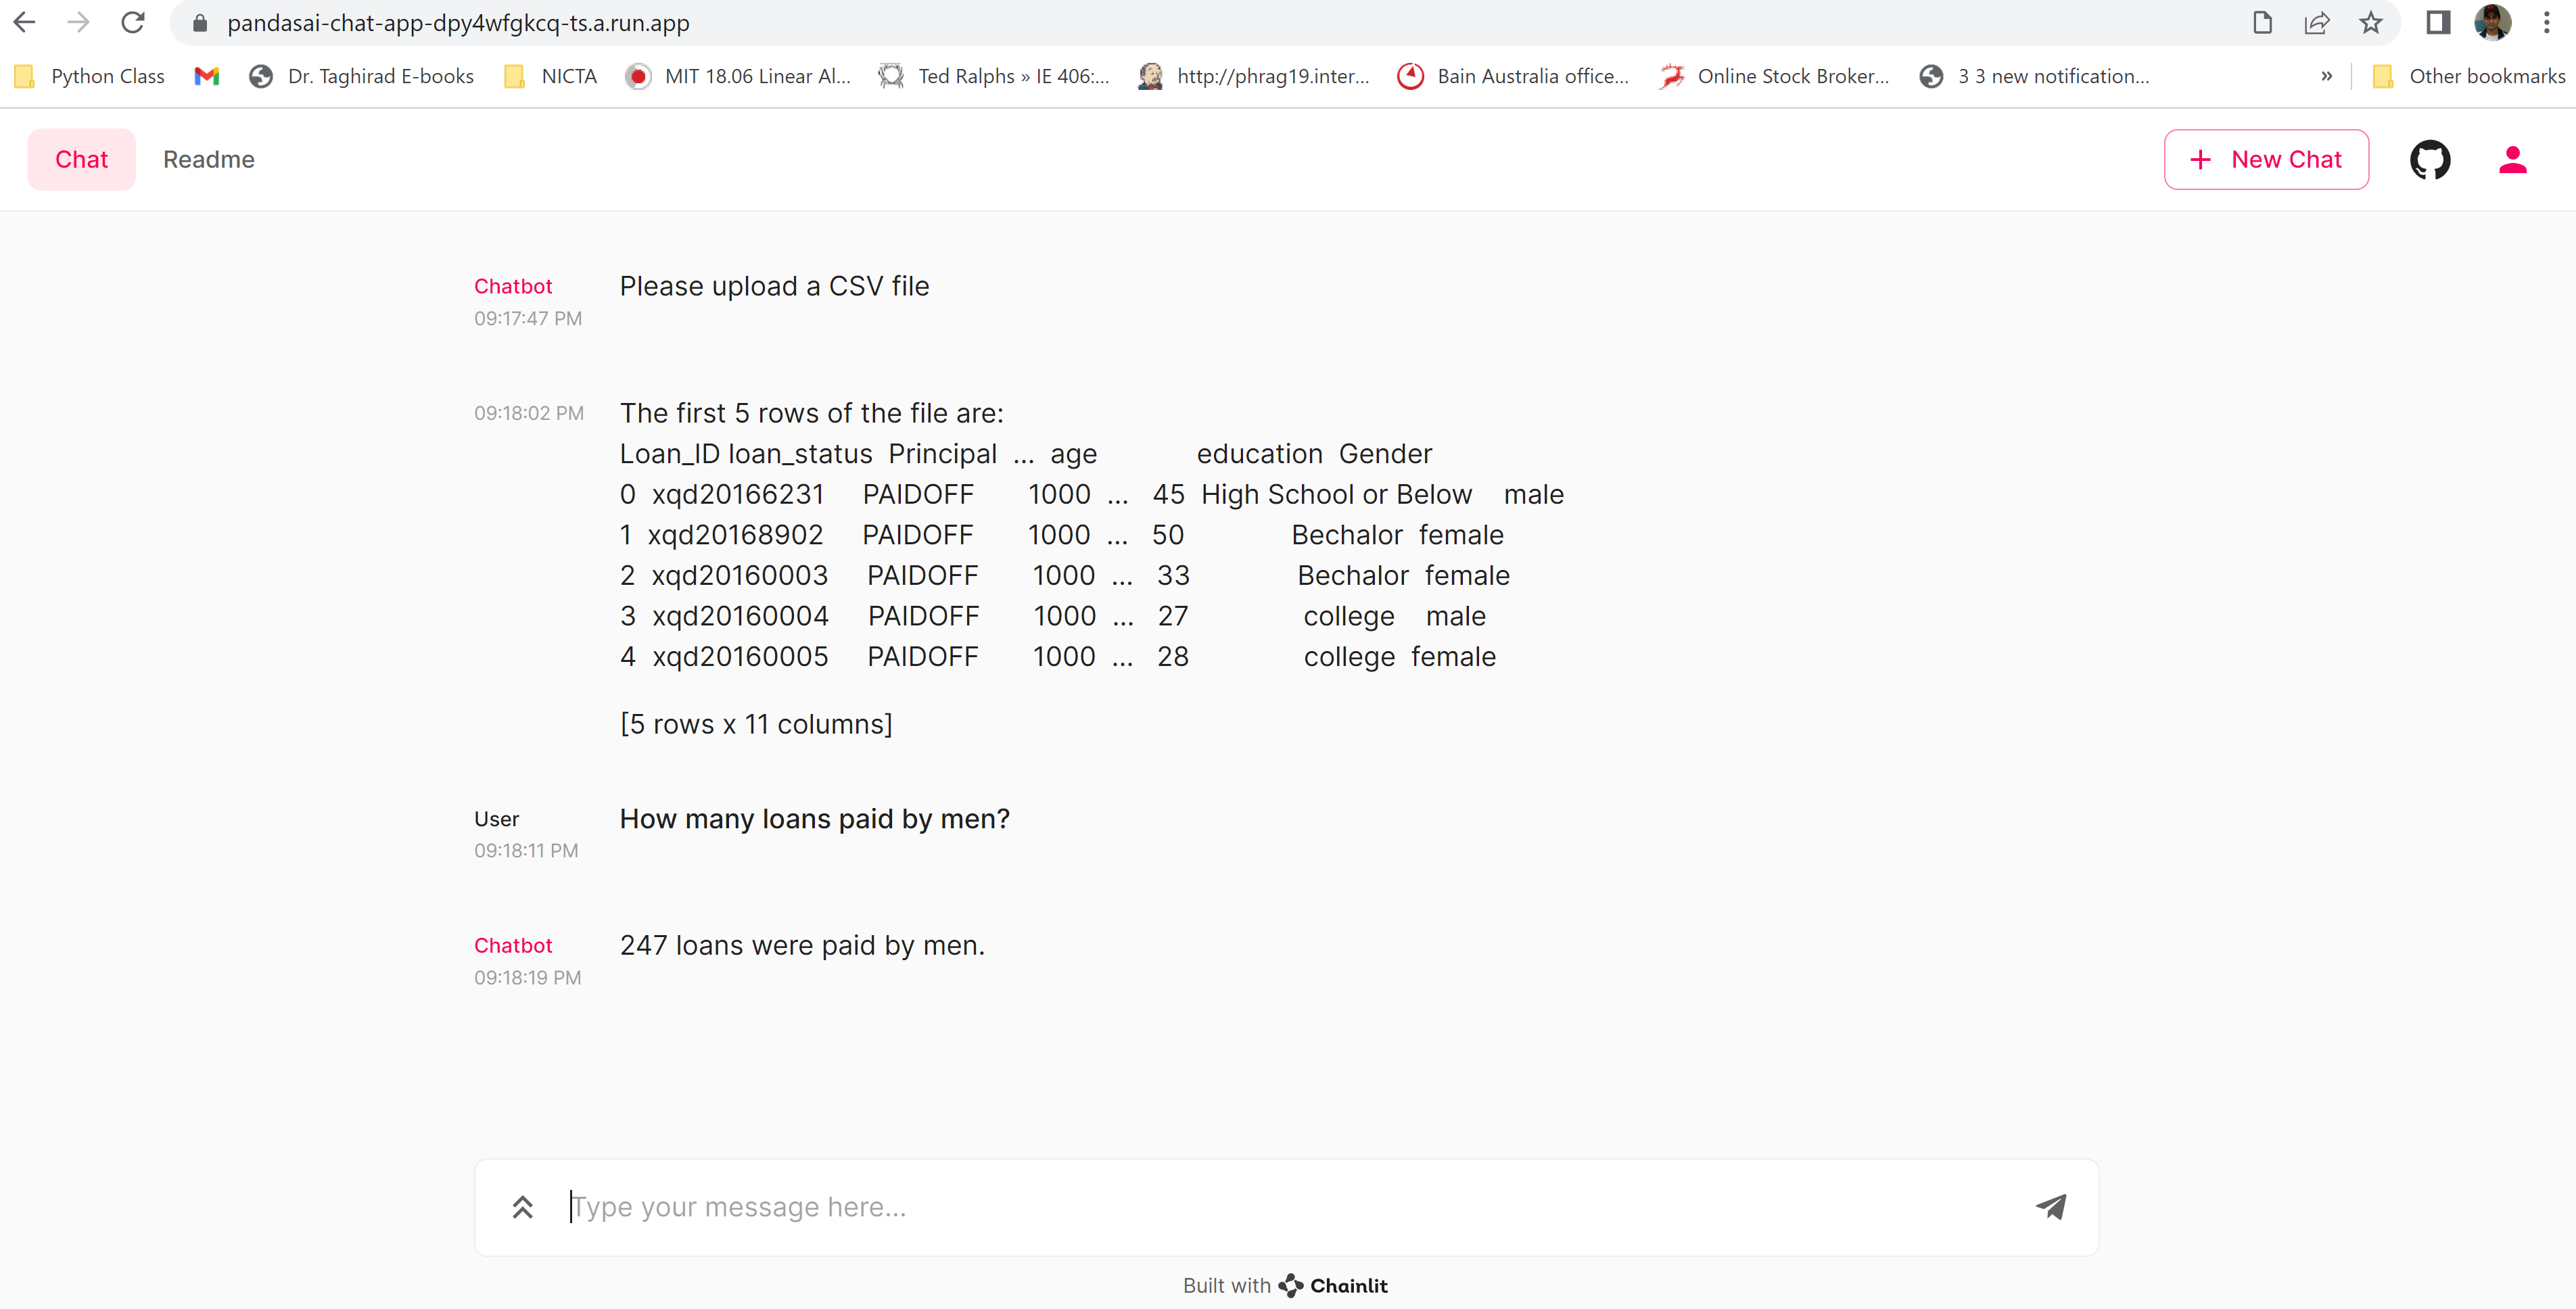 pandasai-chat-app-dpy4wfgkcq-ts.a.run.app
Python Class Dr. Taghirad E-books NICTA MIT 18.06 Linear Al... Ted Ralphs » IE 406:... http://phrag19.inter... Bain Australia office... Online Stock Broker... 3 3 new notification... » Other bookmarks
Chat Readme + New Chat
Chatbot Please upload a CSV file
09:17:47 PM
09:18:02 PM The first 5 rows of the file are:
Loan_ID loan_status Principal ... age education Gender
0 xqd20166231 PAIDOFF 1000 ... 45 High School or Below male
1 xqd20168902 PAIDOFF 1000 ... 50 Bechalor female
2 xqd20160003 PAIDOFF 1000 ... 33 Bechalor female
3 xqd20160004 PAIDOFF 1000 ... 27 college male
4 xqd20160005 PAIDOFF 1000 ... 28 college female
[5 rows x 11 columns]
User How many loans paid by men?
09:18:11 PM
Chatbot 247 loans were paid by men.
09:18:19 PM
Type your message here...
Built with Chainlit